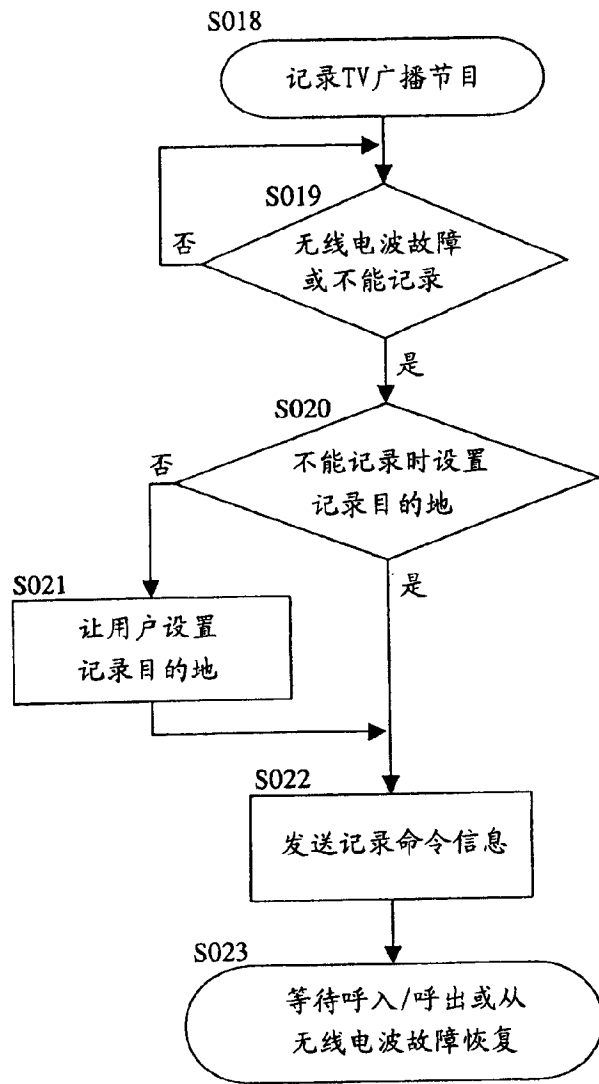 S018
记录TV广播节目
S019
否
无线电波故障
或不能记录
是
S020
否
不能记录时设置
记录目的地
是
S021
让用户设置
记录目的地
S022
发送记录命令信息
S023
等待呼入/呼出或从
无线电波故障恢复